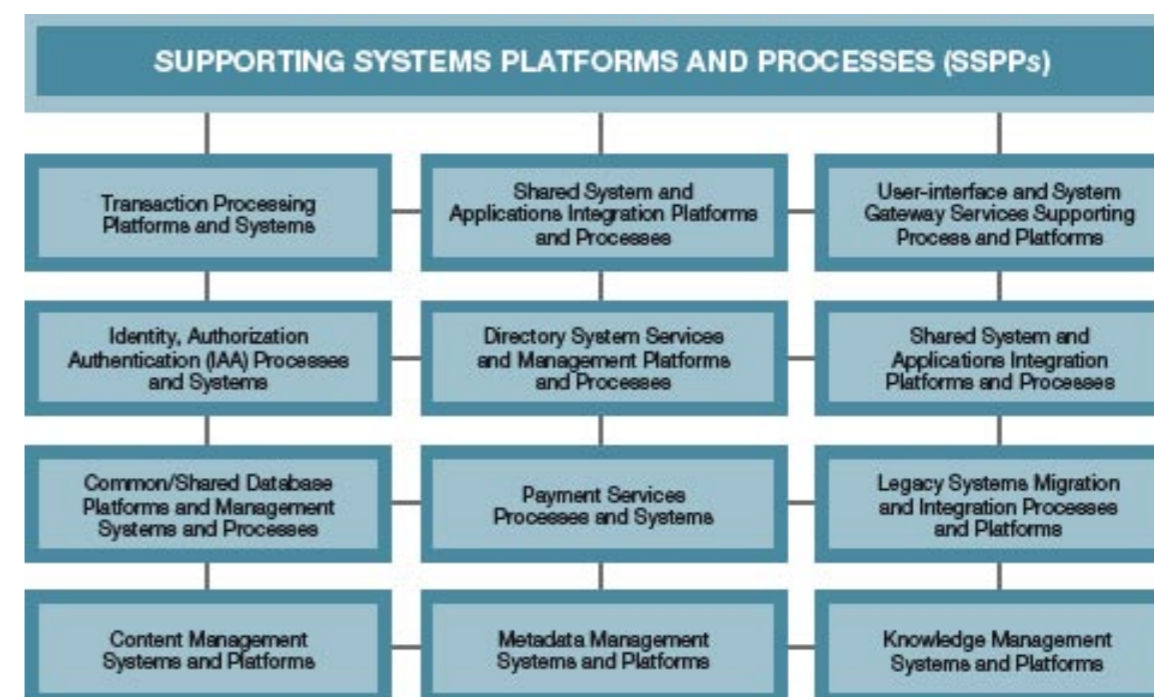 SUPPORTING SYSTEMS PLATFORMS AND PROCESSES (SSPPs)
Transaction Processing
Platforms and Systems
Shared System and
Applications Integration Platforms
and Processes
User-interface and System
Gateway Services Supporting
Process and Platforms
Identity, Authorization
Authentication (IAA) Processes
and Systems
Directory System Services
and Management Platforms
and Processes
Shared System and
Applications Integration
Platforms and Processes
Common/Shared Database
Platforms and Management
Systems and Processes
Payment Services
Processes and Systems
Legacy Systems Migration
and Integration Processes
and Platforms
Content Management
Systems and Platforms
Metadata Management
Systems and Platforms
Knowledge Management
Systems and Platforms